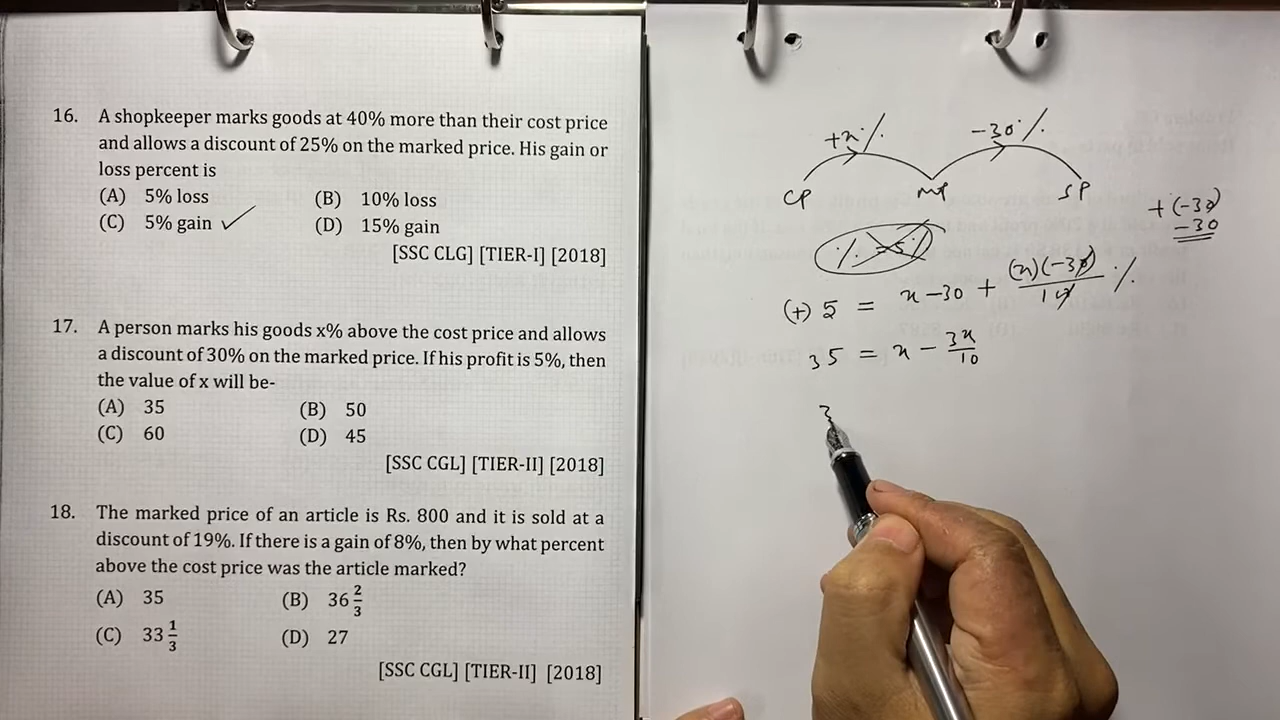 16. A shopkeeper marks goods at 40% more than their cost price
and allows a discount of 25% on the marked price. His gain or
loss percent is
(A) 5% loss (B) 10% loss
(C) 5% gain ✓ (D) 15% gain
[SSC CLG] [TIER-I] [2018]
17. A person marks his goods x% above the cost price and allows
a discount of 30% on the marked price. If his profit is 5%, then
the value of x will be-
(A) 35 (B) 50
(C) 60 (D) 45
[SSC CGL] [TIER-II] [2018]
18. The marked price of an article is Rs. 800 and it is sold at a
discount of 19%. If there is a gain of 8%, then by what percent
above the cost price was the article marked?
(A) 35 (B) 36 2/3
(C) 33 1/3 (D) 27
[SSC CGL] [TIER-II] [2018]
+x% -30%
CP MP SP
+(-30)
-30
% = 5%
(+) 5 = x-30 + (x)(-30)/100 %
35 = x - 3x/10
3